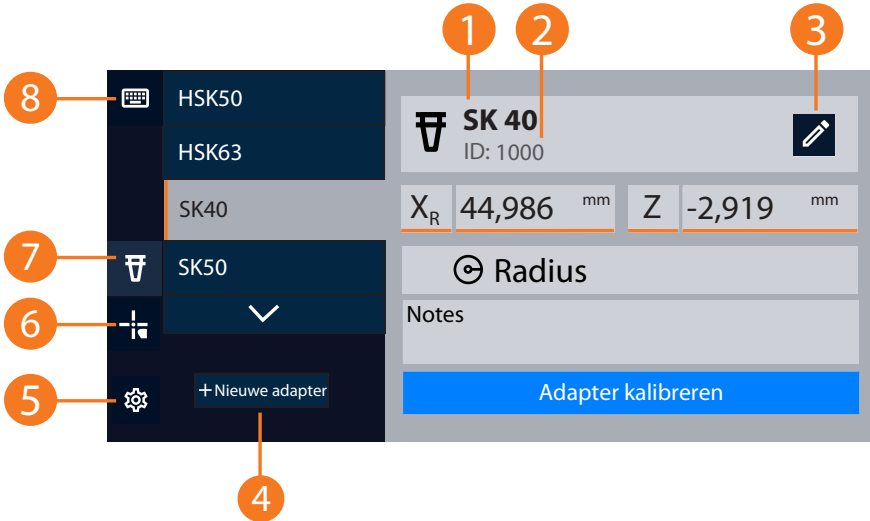 1 2 3
8
HSK50
HSK63
SK40
7
SK50
6
5
+Nieuwe adapter
4
SK 40
ID: 1000
XR 44,986 mm Z -2,919 mm
Radius
Notes
Adapter kalibreren